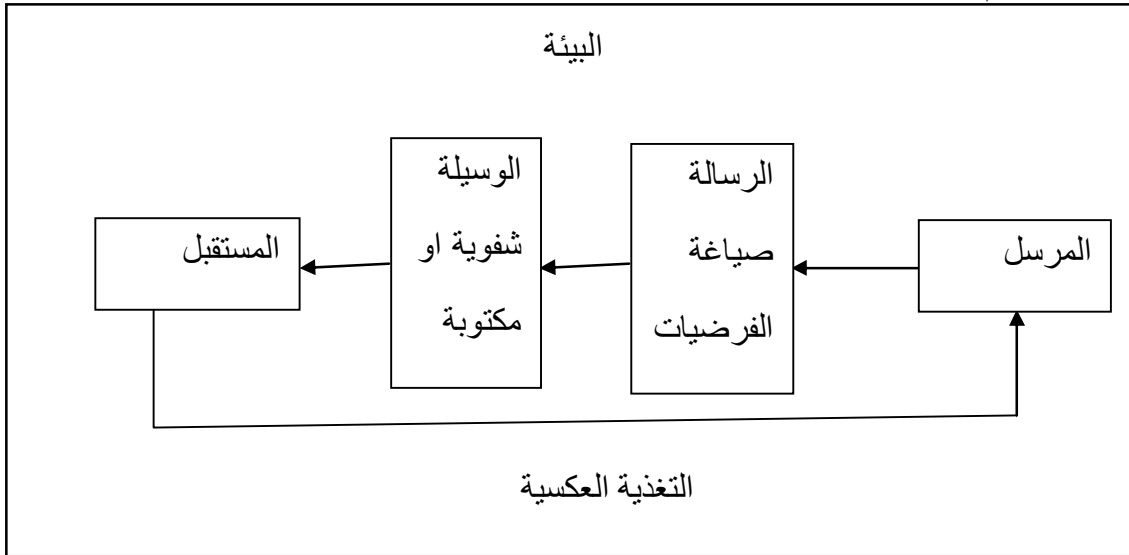 البيئة
المرسل
الرسالة
صياغة
الفرضيات
الوسيلة
شفوية او
مكتوبة
المستقبل
التغذية العكسية